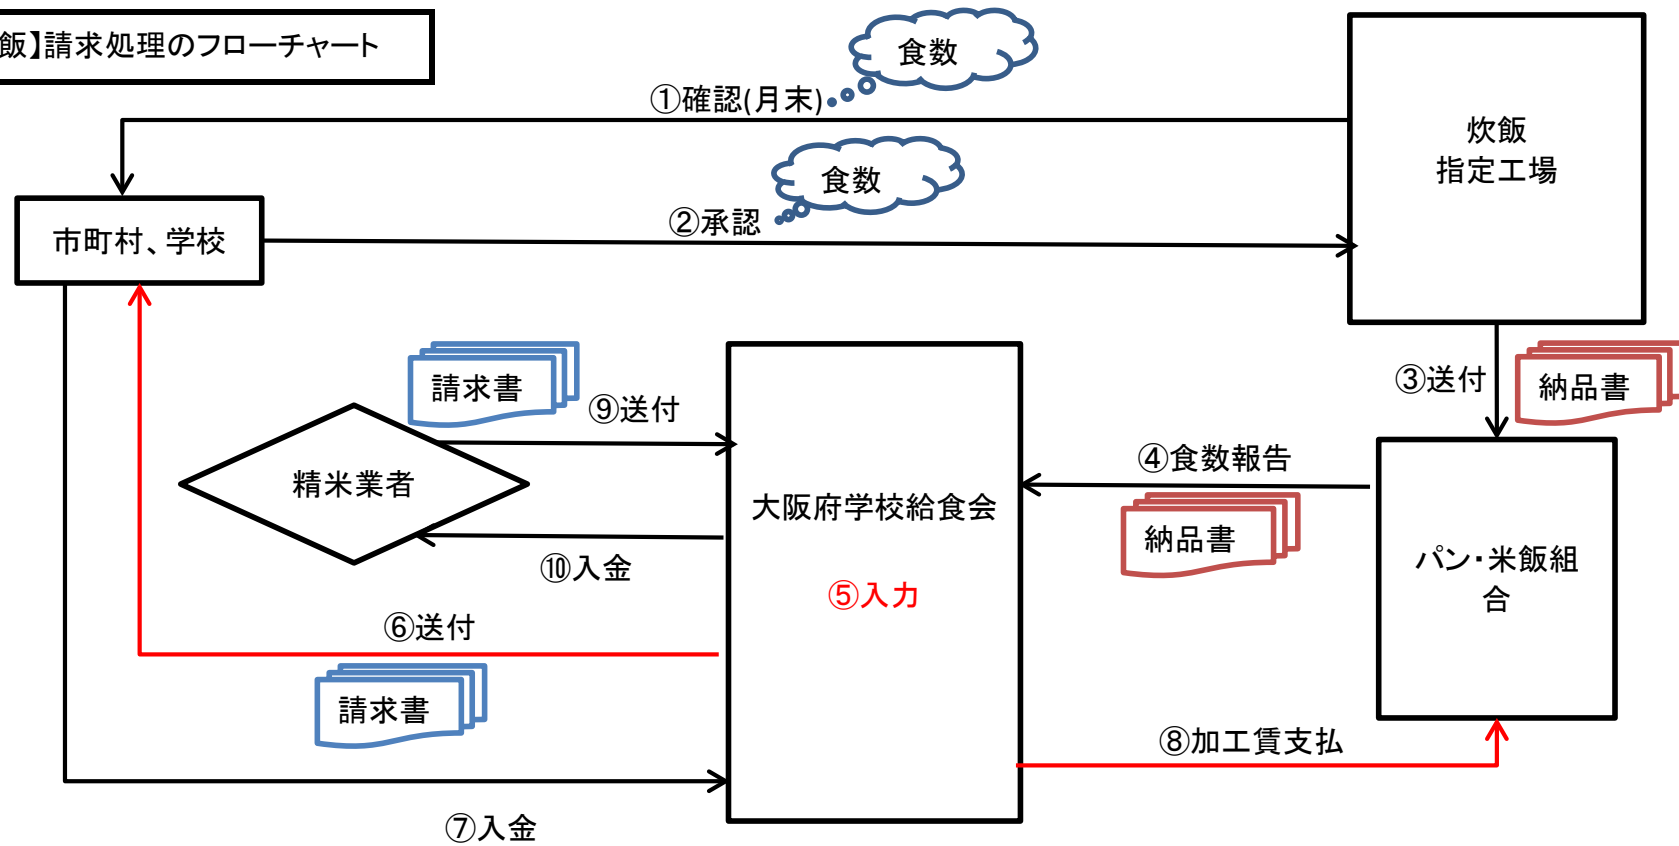 飯】請求処理のフローチャート
食数
①確認(月末)
炊飯
指定工場
食数
②承認
市町村、学校
請求書
⑨送付
③送付
納品書
精米業者
④食数報告
大阪府学校給食会
納品書
パン・米飯組
合
⑩入金
⑤入力
⑥送付
請求書
⑧加工賃支払
⑦入金